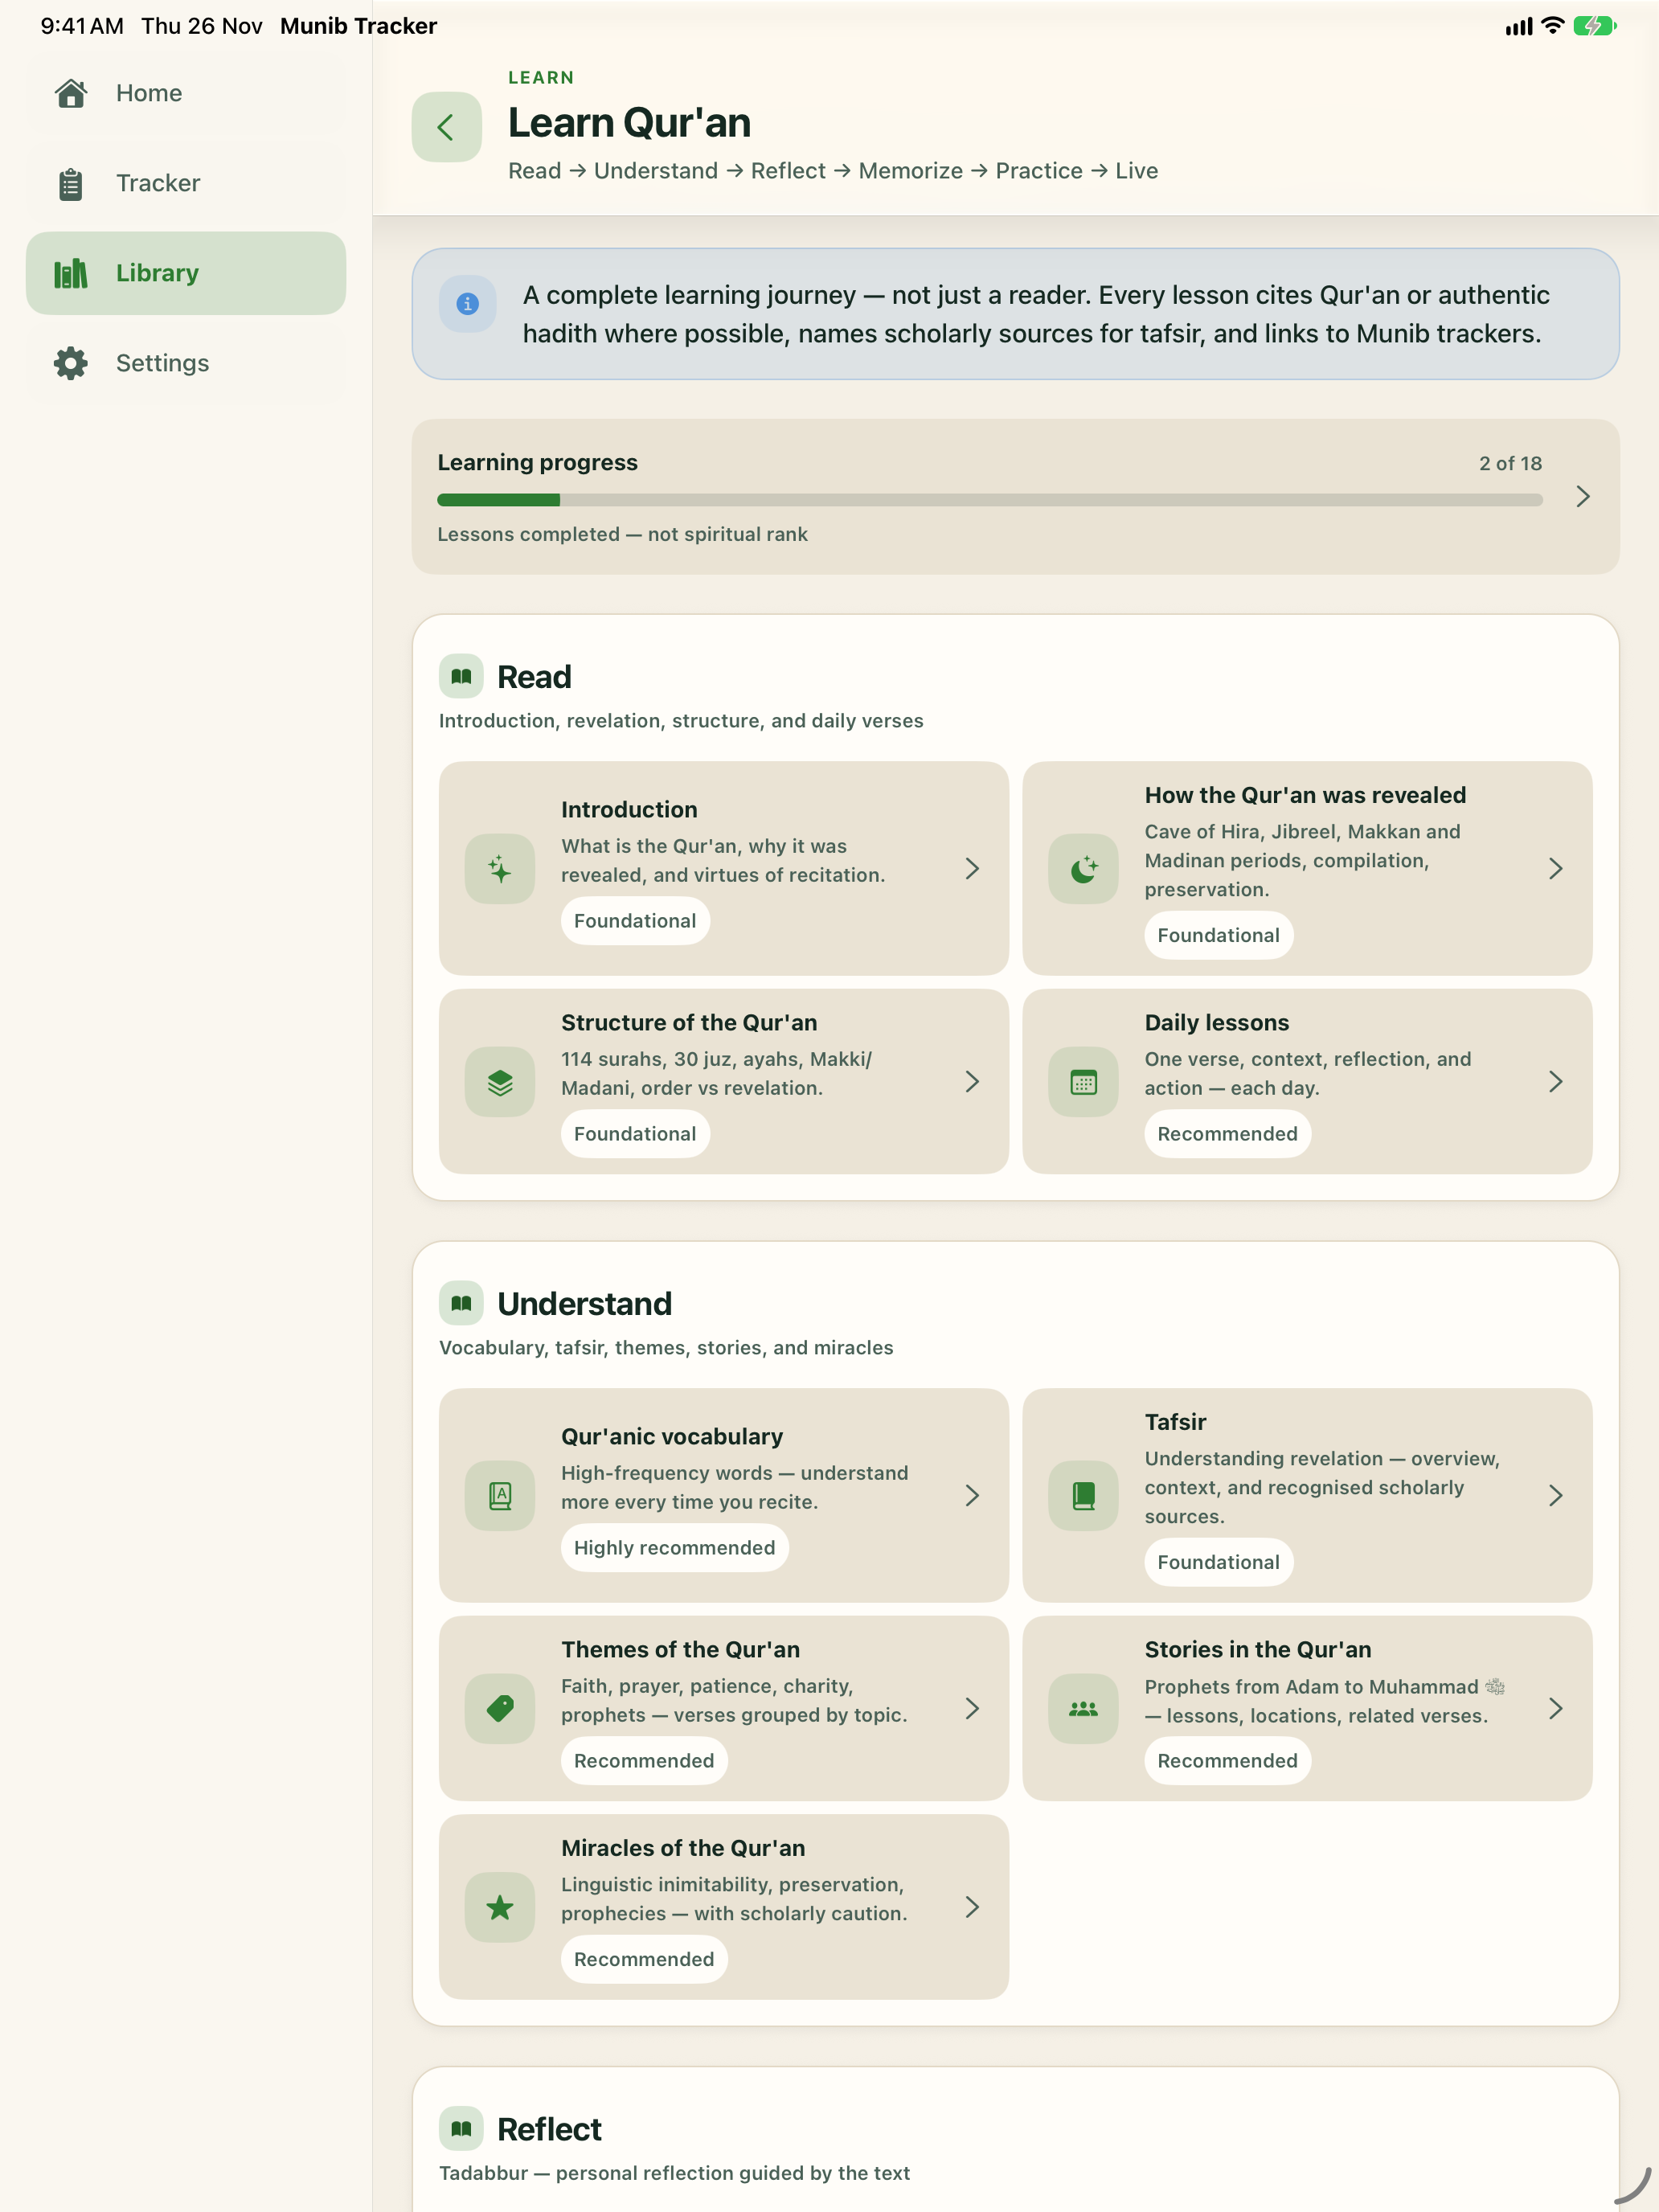 9:41 AM Thu 26 Nov Munib Tracker
Home
Tracker
Library
Settings
LEARN
Learn Qur'an
Read → Understand → Reflect → Memorize → Practice → Live
A complete learning journey — not just a reader. Every lesson cites Qur'an or authentic
hadith where possible, names scholarly sources for tafsir, and links to Munib trackers.
Learning progress
2 of 18
Lessons completed — not spiritual rank
Read
Introduction, revelation, structure, and daily verses
Introduction
What is the Qur'an, why it was
revealed, and virtues of recitation.
Foundational
How the Qur'an was revealed
Cave of Hira, Jibreel, Makkan and
Madinan periods, compilation,
preservation.
Foundational
Structure of the Qur'an
114 surahs, 30 juz, ayahs, Makki/
Madani, order vs revelation.
Foundational
Daily lessons
One verse, context, reflection, and
action — each day.
Recommended
Understand
Vocabulary, tafsir, themes, stories, and miracles
Qur'anic vocabulary
High-frequency words — understand
more every time you recite.
Highly recommended
Tafsir
Understanding revelation — overview,
context, and recognised scholarly
sources.
Foundational
Themes of the Qur'an
Faith, prayer, patience, charity,
prophets — verses grouped by topic.
Recommended
Stories in the Qur'an
Prophets from Adam to Muhammad ﷺ
— lessons, locations, related verses.
Recommended
Miracles of the Qur'an
Linguistic inimitability, preservation,
prophecies — with scholarly caution.
Recommended
Reflect
Tadabbur — personal reflection guided by the text